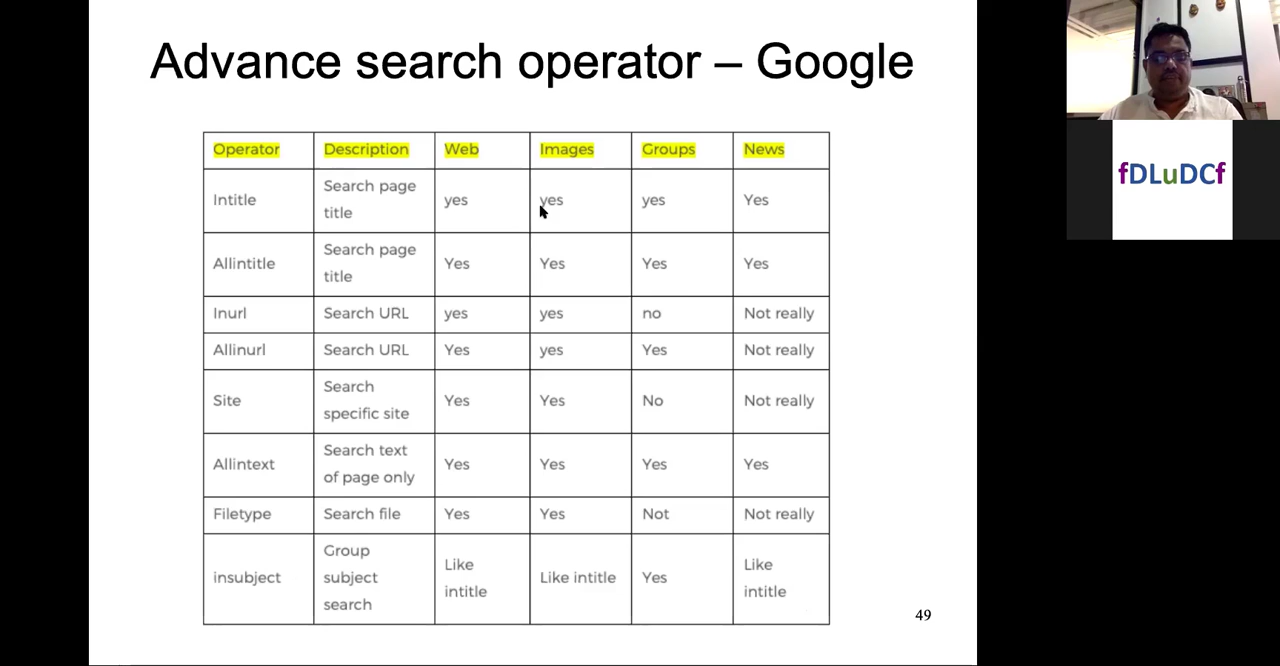 Advance search operator – Google
Operator Description Web Images Groups News
Intitle Search page title yes yes yes Yes
Allintitle Search page title Yes Yes Yes Yes
Inurl Search URL yes yes no Not really
Allinurl Search URL Yes yes Yes Not really
Site Search specific site Yes Yes No Not really
Allintext Search text of page only Yes Yes Yes Yes
Filetype Search file Yes Yes Not Not really
insubject Group subject search Like intitle Like intitle Yes Like intitle
49
fDLuDCf